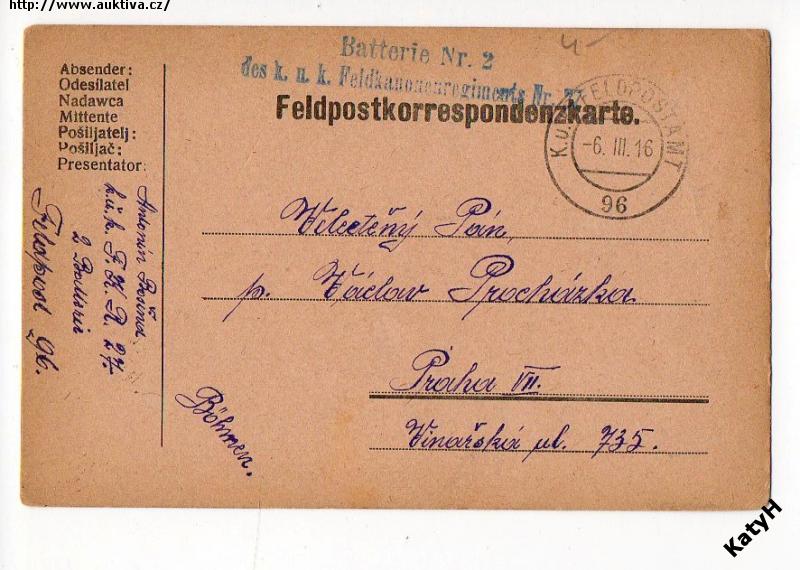 http://www.auktiva.cz/
4-
Batterie Nr. 2
des k. u. k. Feldkanonenregiments Nr. 27
Feldpostkorrespondenzkarte.
K.u.K. FELDPOSTAMT
-6. III. 16
96
Absender:
Odesílatel
Nadawca
Mittente
Pošiljatelj:
Pošiljač:
Presentator:
Antonín
k. u. k. F. K. R. 27.
2 Batterie
Feldpost 96.
Velectěný Pán,
p. Václav Procházka
Praha VII.
Vinařská ul. 735.
Böhmen.
KatyH